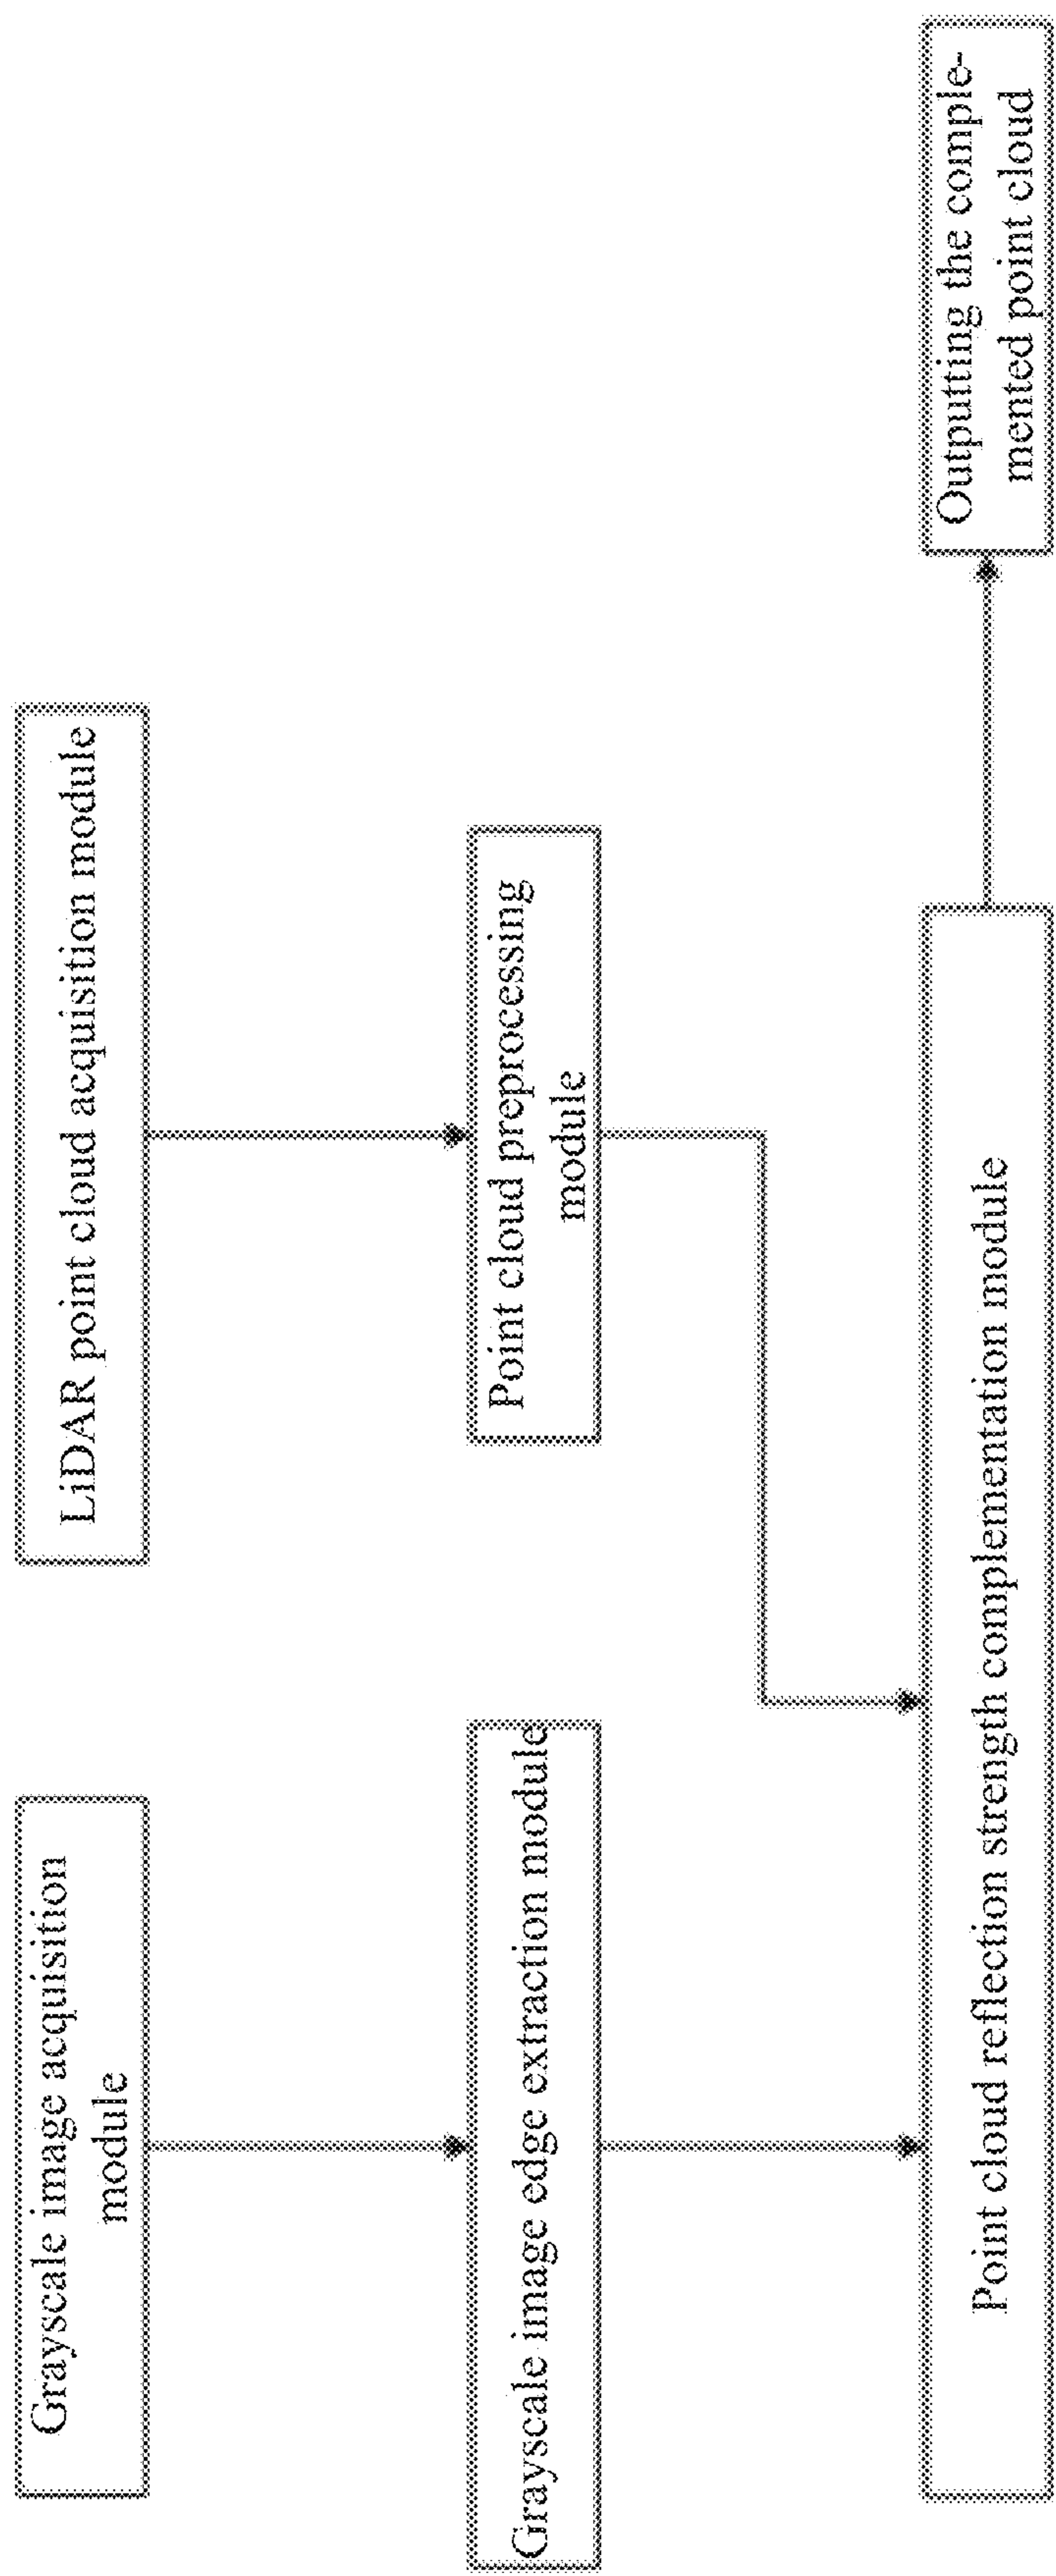 Grayscale image acquisition
module
LiDAR point cloud acquisition module
Grayscale image edge extraction module
Point cloud preprocessing
module
Point cloud reflection strength complementation module
Outputting the comple-
mented point cloud